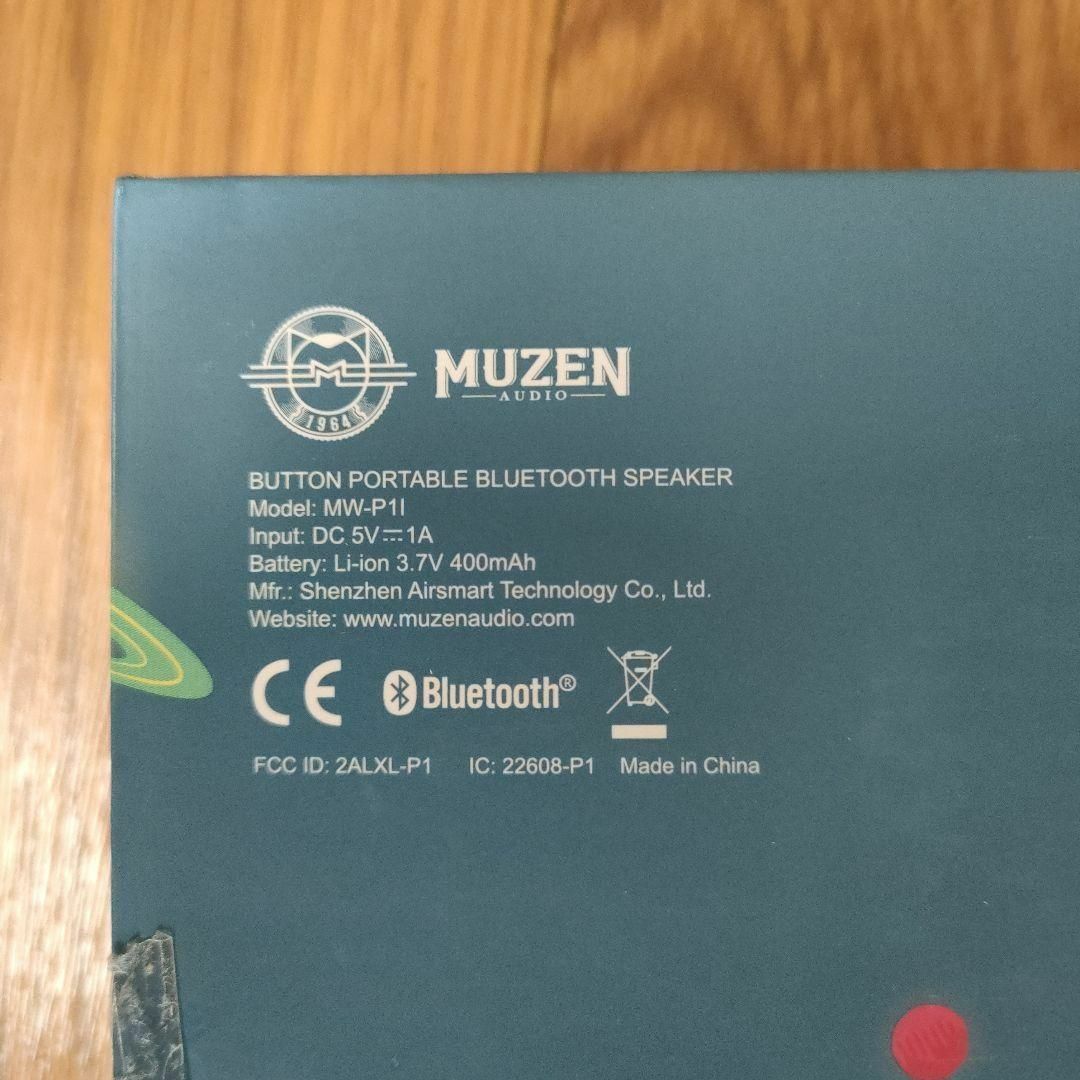 M
1964
MUZEN
AUDIO
BUTTON PORTABLE BLUETOOTH SPEAKER
Model: MW-P1I
Input: DC 5V⎓1A
Battery: Li-ion 3.7V 400mAh
Mfr.: Shenzhen Airsmart Technology Co., Ltd.
Website: www.muzenaudio.com
CE Bluetooth®
FCC ID: 2ALXL-P1 IC: 22608-P1 Made in China